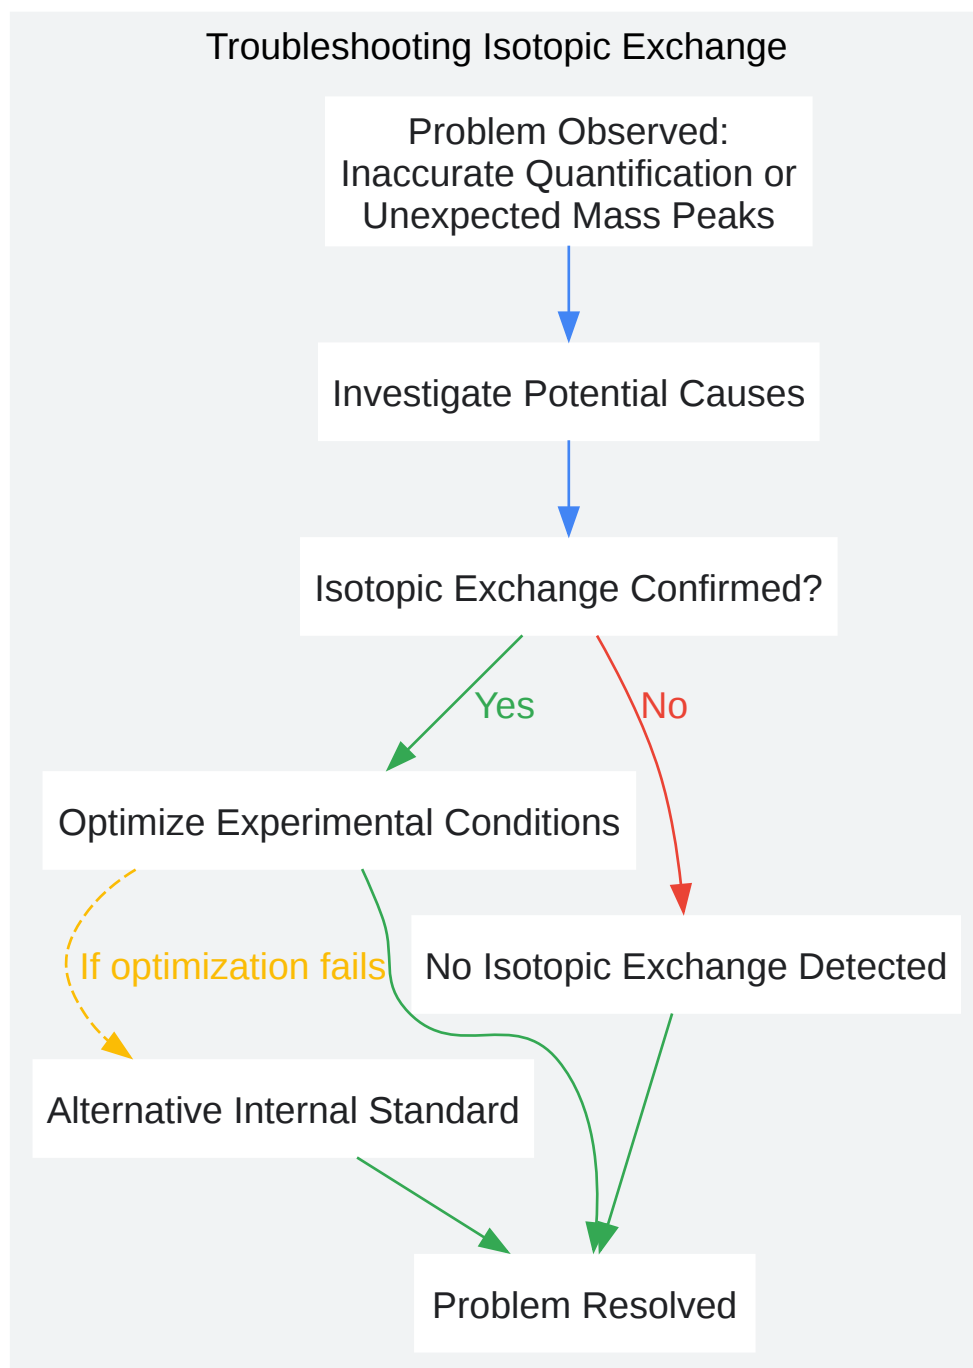 Troubleshooting Isotopic Exchange
Problem Observed:
Inaccurate Quantification or
Unexpected Mass Peaks
Investigate Potential Causes
Isotopic Exchange Confirmed?
Yes
No
Optimize Experimental Conditions
If optimization fails
No Isotopic Exchange Detected
Alternative Internal Standard
Problem Resolved